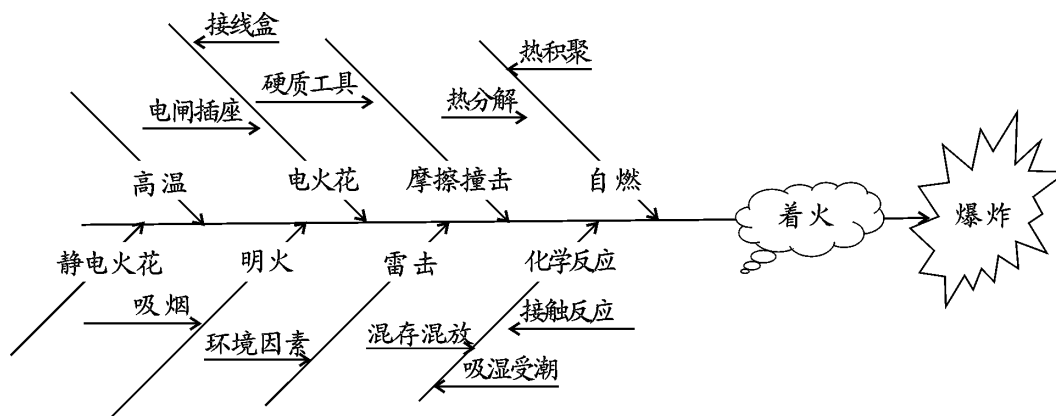 接线盒
热积聚
硬质工具
电闸插座
热分解
高温
电火花
摩擦撞击
自燃
着火
爆炸
静电火花
明火
雷击
化学反应
吸烟
接触反应
环境因素
混存混放
吸湿受潮